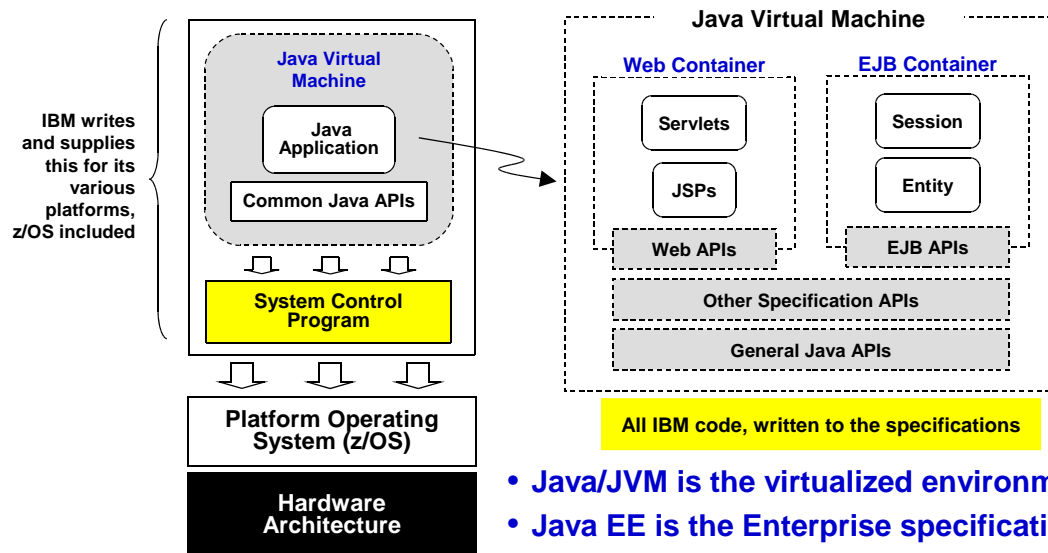 IBM writes
and supplies
this for its
various
platforms,
z/OS included
Java Virtual
Machine
Java
Application
Common Java APIs
System Control
Program
Platform Operating
System (z/OS)
Hardware
Architecture
Java Virtual Machine
Web Container
Servlets
JSPs
Web APIs
EJB Container
Session
Entity
EJB APIs
Other Specification APIs
General Java APIs
All IBM code, written to the specifications
• Java/JVM is the virtualized environm
• Java EE is the Enterprise specificati